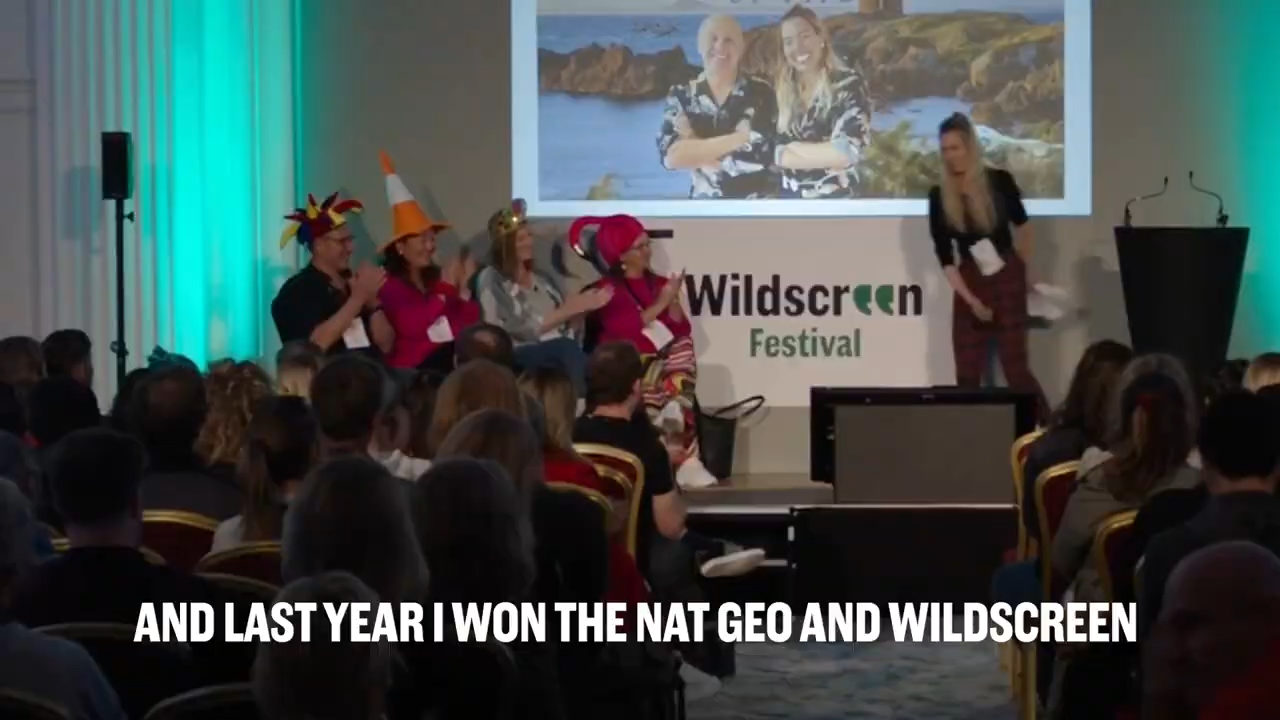 Wildscreen
Festival
AND LAST YEAR I WON THE NAT GEO AND WILDSCREEN